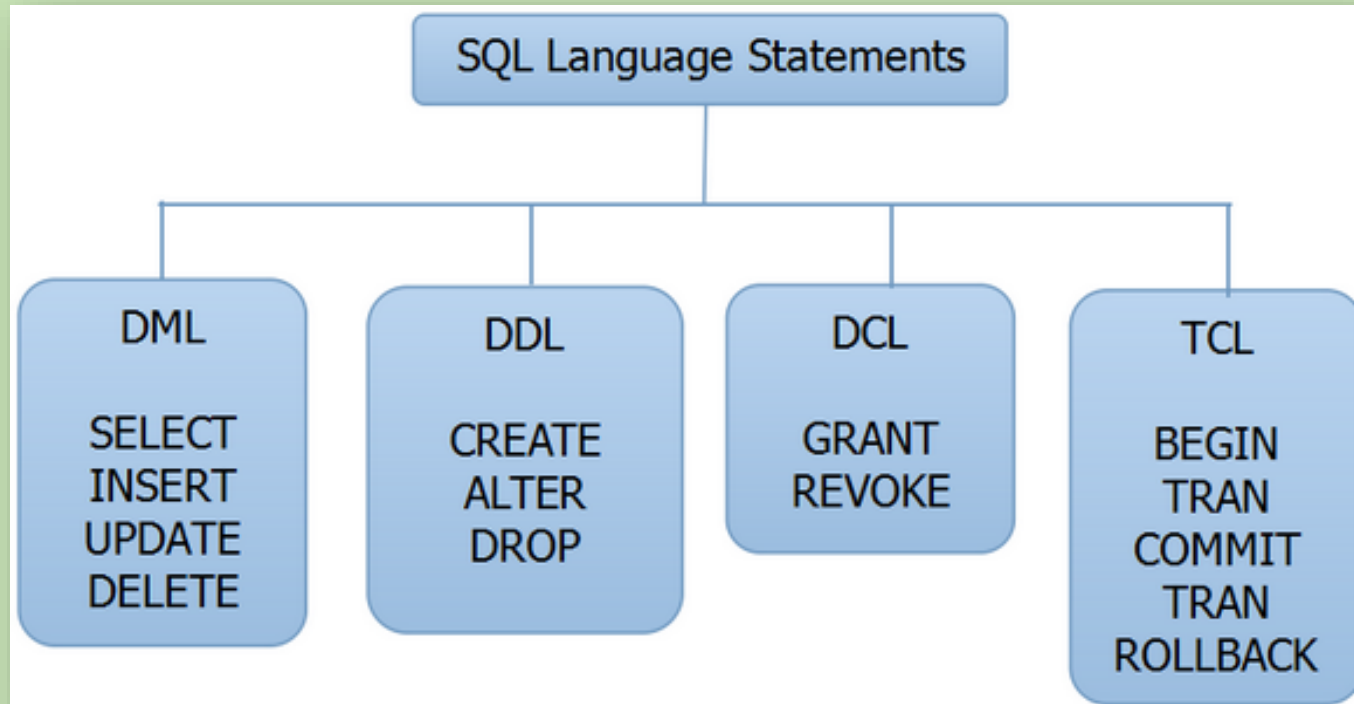 SQL Language Statements
DML
SELECT
INSERT
UPDATE
DELETE
DDL
CREATE
ALTER
DROP
DCL
GRANT
REVOKE
TCL
BEGIN
TRAN
COMMIT
TRAN
ROLLBACK